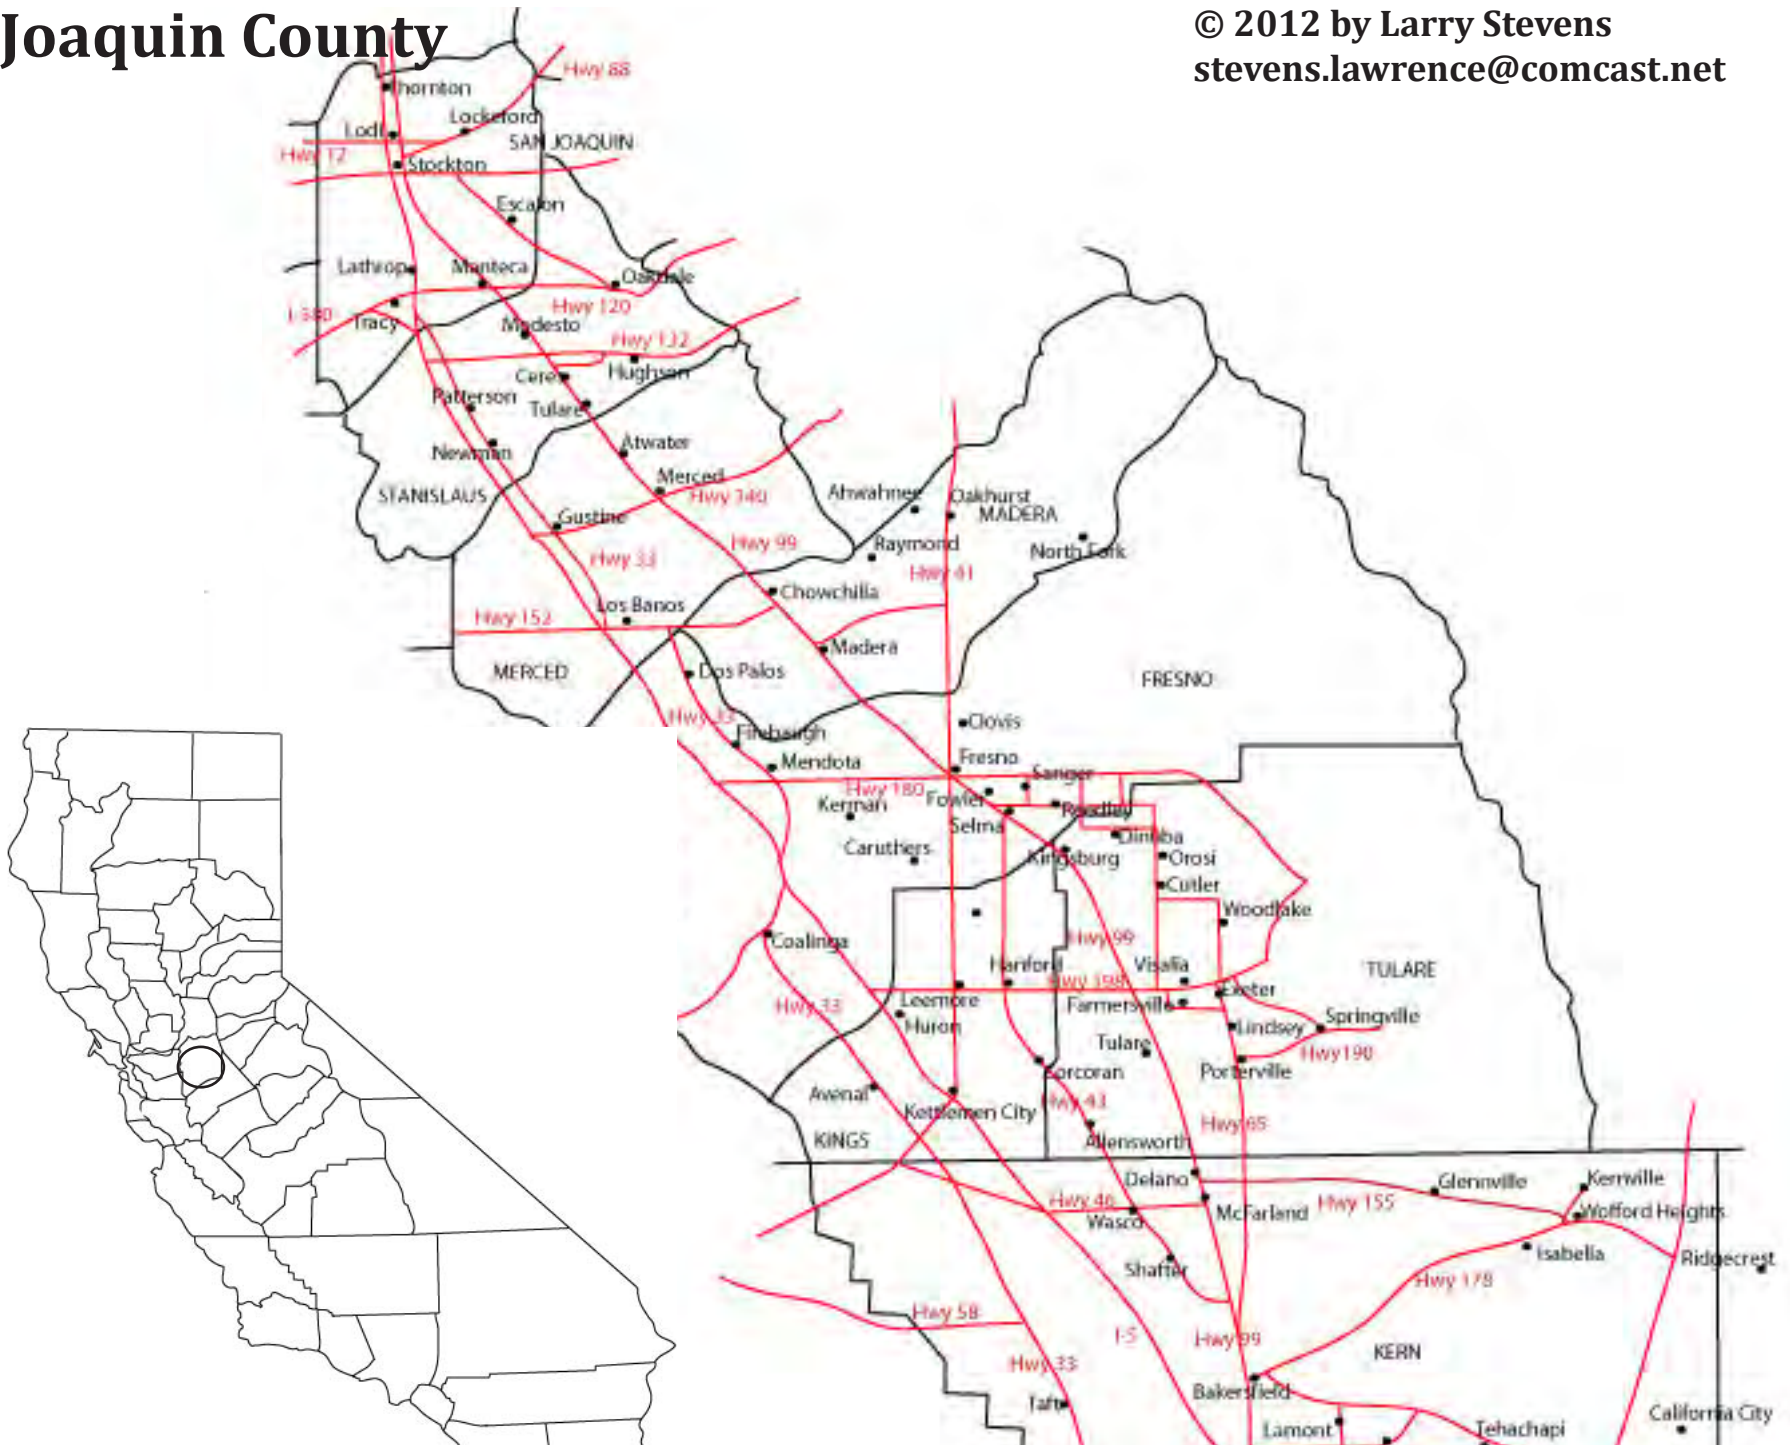 Joaquin County
© 2012 by Larry Stevens
stevens.lawrence@comcast.net
Hwy 88
Thornton
Lockeford
Lodi
SAN JOAQUIN
Hwy 12
Stockton
Escalon
Lathrop
Manteca
Oakdale
Hwy 120
Tracy
Modesto
Hwy 132
Ceres
Hughson
Patterson
Tulare
Newman
Atwater
Merced
STANISLAUS
Hwy 140
Ahwahnee
Oakhurst
MADERA
Gustine
Hwy 99
Raymond
North Fork
Hwy 33
Hwy 41
Chowchilla
Los Banos
Hwy 152
Madera
MERCED
Dos Palos
FRESNO
Hwy 33
Clovis
Firebaugh
Mendota
Fresno
Sanger
Hwy 180
Kerman
Fowler
Reedley
Selma
Dinuba
Caruthers
Kingsburg
Orosi
Cutler
Woodlake
Coalinga
Hwy 99
Hanford
Visalia
TULARE
Hwy 198
Exeter
Hwy 33
Leemore
Farmersville
Huron
Lindsey
Springville
Tulare
Hwy190
Corcoran
Porterville
Avenal
Kettlemen City
Hwy 43
Hwy 65
KINGS
Allensworth
Delano
Glennville
Kernville
Hwy 46
Hwy 155
Wasco
McFarland
Wofford Heights
Isabella
Ridgecrest
Shafter
Hwy 178
Hwy 58
I-5
Hwy 99
KERN
Hwy 33
Bakersfield
Taft
Lamont
Tehachapi
California City